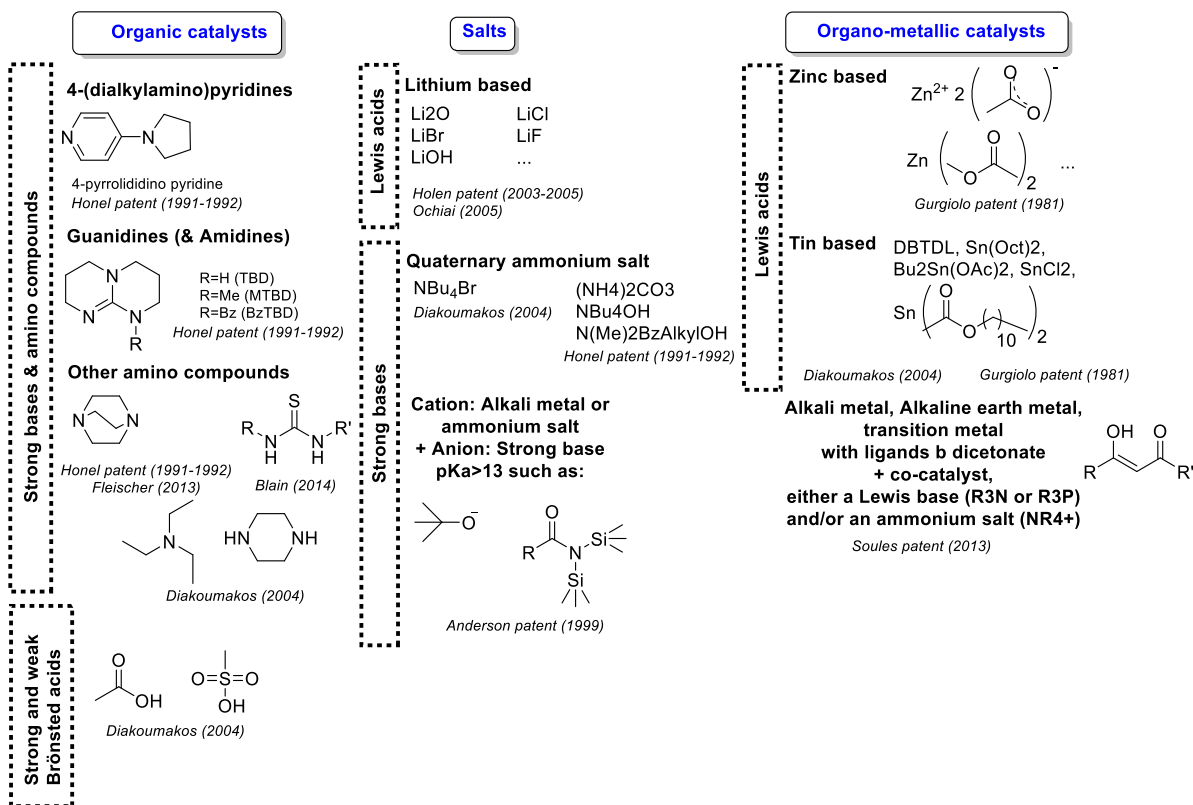 Organic catalysts
Strong bases & amino compounds
4-(dialkylamino)pyridines
N
N
4-pyrrolididino pyridine
Honel patent (1991-1992)
Guanidines (& Amidines)
N
N
N
R
R=H (TBD)
R=Me (MTBD)
R=Bz (BzTBD)
Honel patent (1991-1992)
Other amino compounds
N
N
Honel patent (1991-1992)
Fleischer (2013)
S
R
N
H
N
H
R'
Blain (2014)
N
HN
NH
Diakoumakos (2004)
Strong and weak
Brönsted acids
O
OH
O=S=O
OH
Diakoumakos (2004)
Salts
Lewis acids
Lithium based
Li2O LiCl
LiBr LiF
LiOH ...
Holen patent (2003-2005)
Ochiai (2005)
Strong bases
Quaternary ammonium salt
NBu4Br
Diakoumakos (2004)
(NH4)2CO3
NBu4OH
N(Me)2BzAlkylOH
Honel patent (1991-1992)
Cation: Alkali metal or
ammonium salt
+ Anion: Strong base
pKa>13 such as:
O-
O
R
N
Si
Si
Anderson patent (1999)
Organo-metallic catalysts
Lewis acids
Zinc based
Zn2+ 2 ( O O )-
Zn ( O O )2 ...
Gurgiolo patent (1981)
Tin based
DBTDL, Sn(Oct)2,
Bu2Sn(OAc)2, SnCl2,
Sn ( O O ( )10 )2
Diakoumakos (2004) Gurgiolo patent (1981)
Alkali metal, Alkaline earth metal,
transition metal
with ligands b dicetonate
+ co-catalyst,
either a Lewis base (R3N or R3P)
and/or an ammonium salt (NR4+)
OH O
R R'
Soules patent (2013)